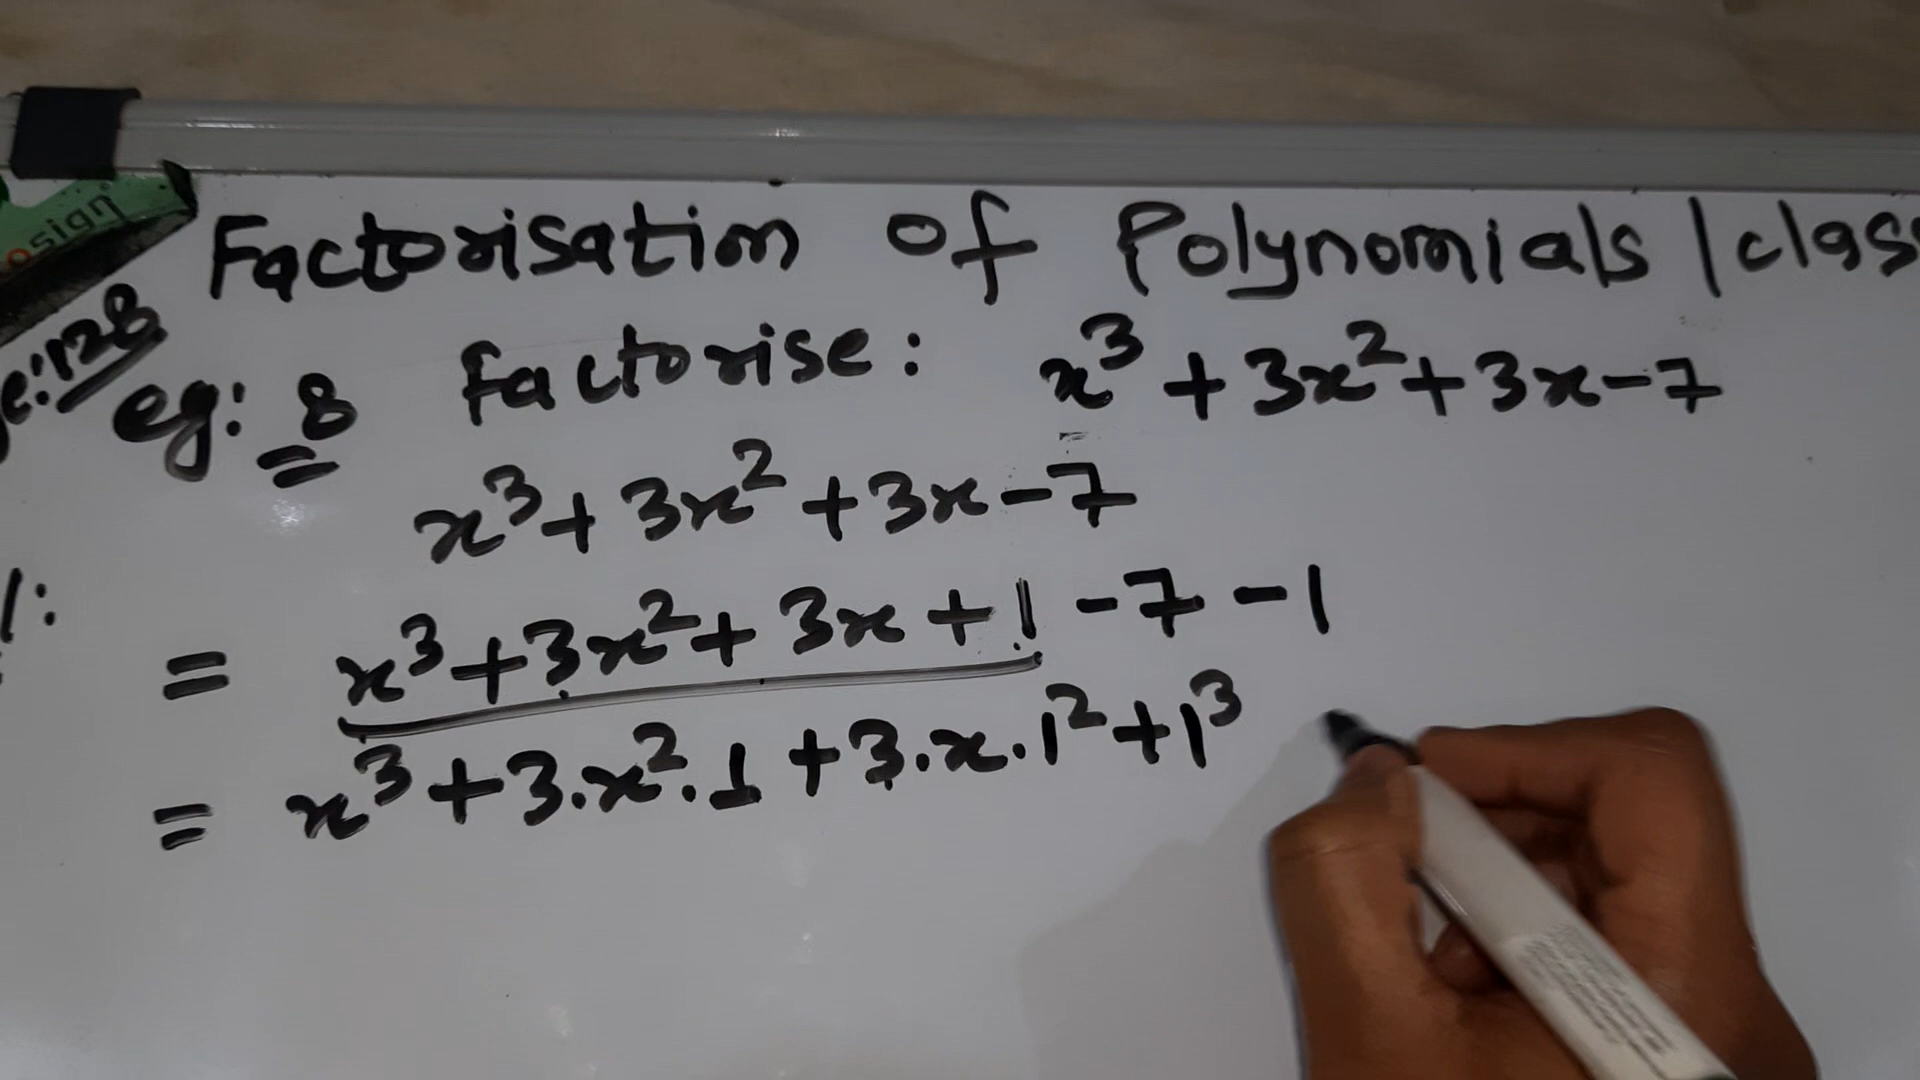 Factorisation of Polynomials | class
eg: 8 Factorise: x³ + 3x² + 3x - 7
x³ + 3x² + 3x - 7
= x³ + 3x² + 3x + 1 - 7 - 1
= x³ + 3.x².1 + 3.x.1² + 1³